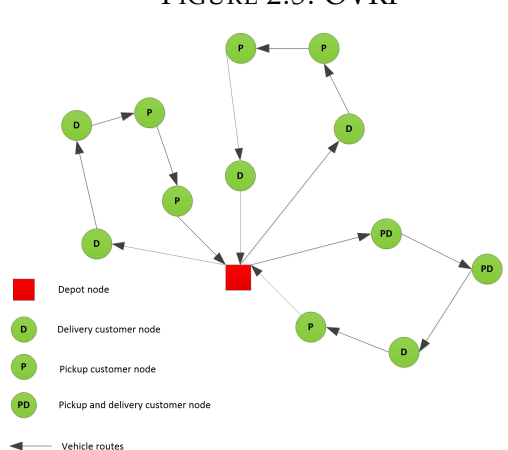 FIGURE 2.3: OVRP
P
P
D
P
D
D
P
D
PD
PD
P
D
Depot node
D
Delivery customer node
P
Pickup customer node
PD
Pickup and delivery customer node
Vehicle routes